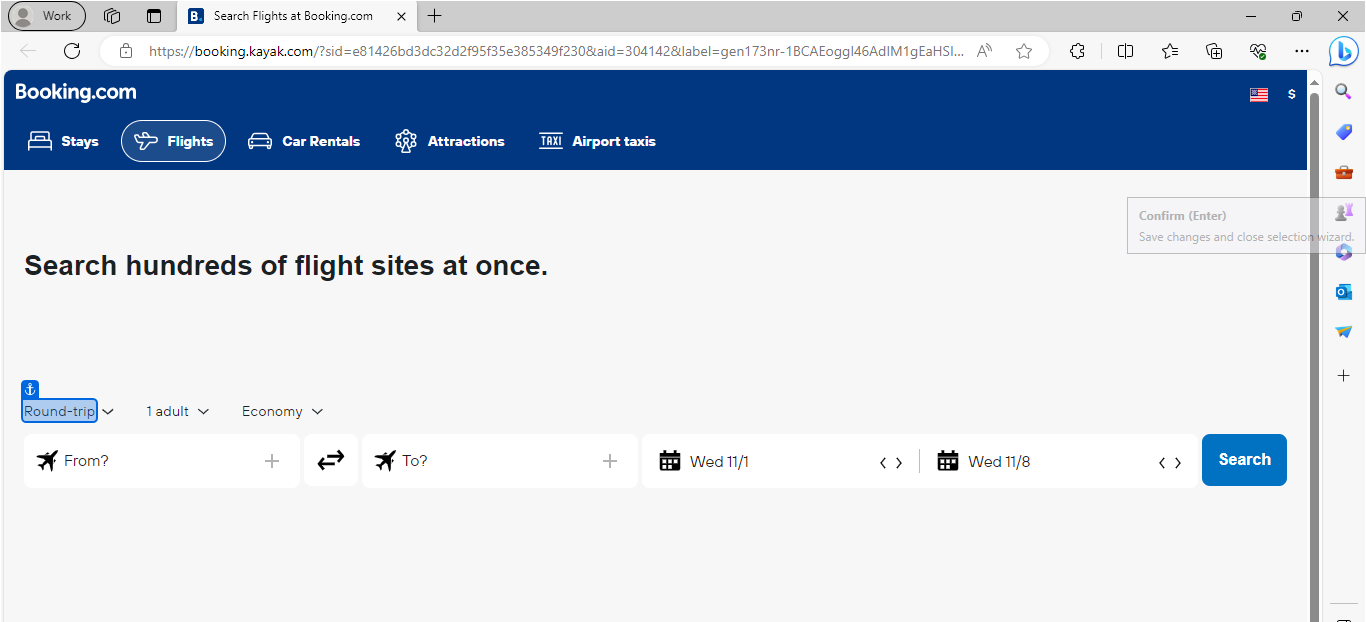 Work
B.
Search Flights at Booking.com
https://booking.kayak.com/?sid=e81426bd3dc32d2f95f35e385349f230&aid=304142&label=gen173nr-1BCAEoggI46AdIM1gEaHSI...
Booking.com
$
Stays
Flights
Car Rentals
Attractions
TAXI
Airport taxis
Confirm (Enter)
Save changes and close selection wizard.
Search hundreds of flight sites at once.
Round-trip
1 adult
Economy
From?
To?
Wed 11/1
Wed 11/8
Search